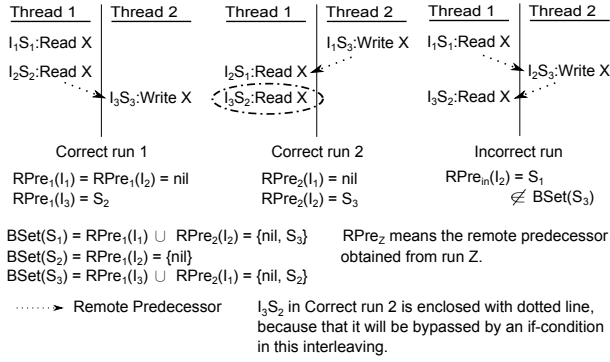 Thread 1 Thread 2 Thread 1 Thread 2 Thread 1 Thread 2
I₁S₁:Read X I₁S₃:Write X I₁S₁:Read X
I₂S₂:Read X I₂S₁:Read X I₂S₃:Write X
I₃S₃:Write X I₃S₂:Read X I₃S₂:Read X
Correct run 1 Correct run 2 Incorrect run
RPre₁(I₁) = RPre₁(I₂) = nil RPre₂(I₁) = nil RPreᵢₙ(I₂) = S₁
RPre₁(I₃) = S₂ RPre₂(I₂) = S₃ ∉ BSet(S₃)
BSet(S₁) = RPre₁(I₁) ∪ RPre₂(I₂) = {nil, S₃} RPre_Z means the remote predecessor
BSet(S₂) = RPre₁(I₂) = {nil} obtained from run Z.
BSet(S₃) = RPre₁(I₃) ∪ RPre₂(I₁) = {nil, S₂}
Remote Predecessor I₃S₂ in Correct run 2 is enclosed with dotted line,
because that it will be bypassed by an if-condition
in this interleaving.